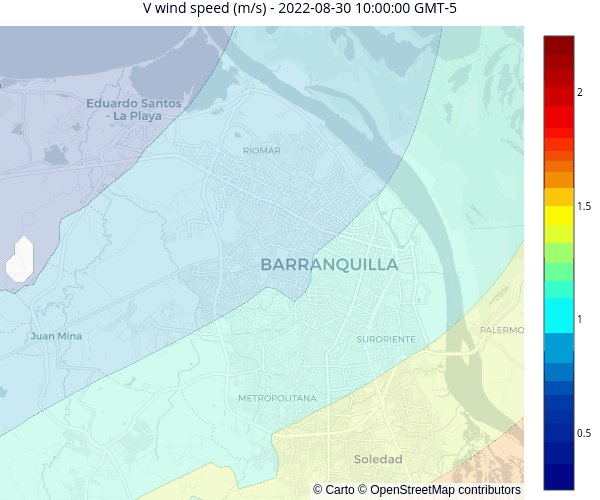 V wind speed (m/s) - 2022-08-30 10:00:00 GMT-5
Eduardo Santos
- La Playa
RIOMAR
BARRANQUILLA
Juan Mina
SURORIENTE
PALERMO
METROPOLITANA
Soledad
© Carto © OpenStreetMap contributors
2
1.5
1
0.5